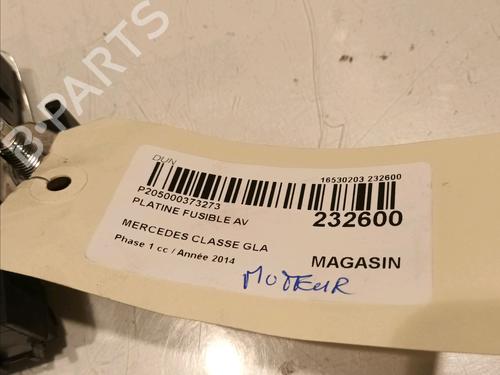 B-PARTS
DUN
16530203 232600
P205000373273
PLATINE FUSIBLE AV
232600
MERCEDES CLASSE GLA
Phase 1 cc / Année 2014
MAGASIN
MOTEUR